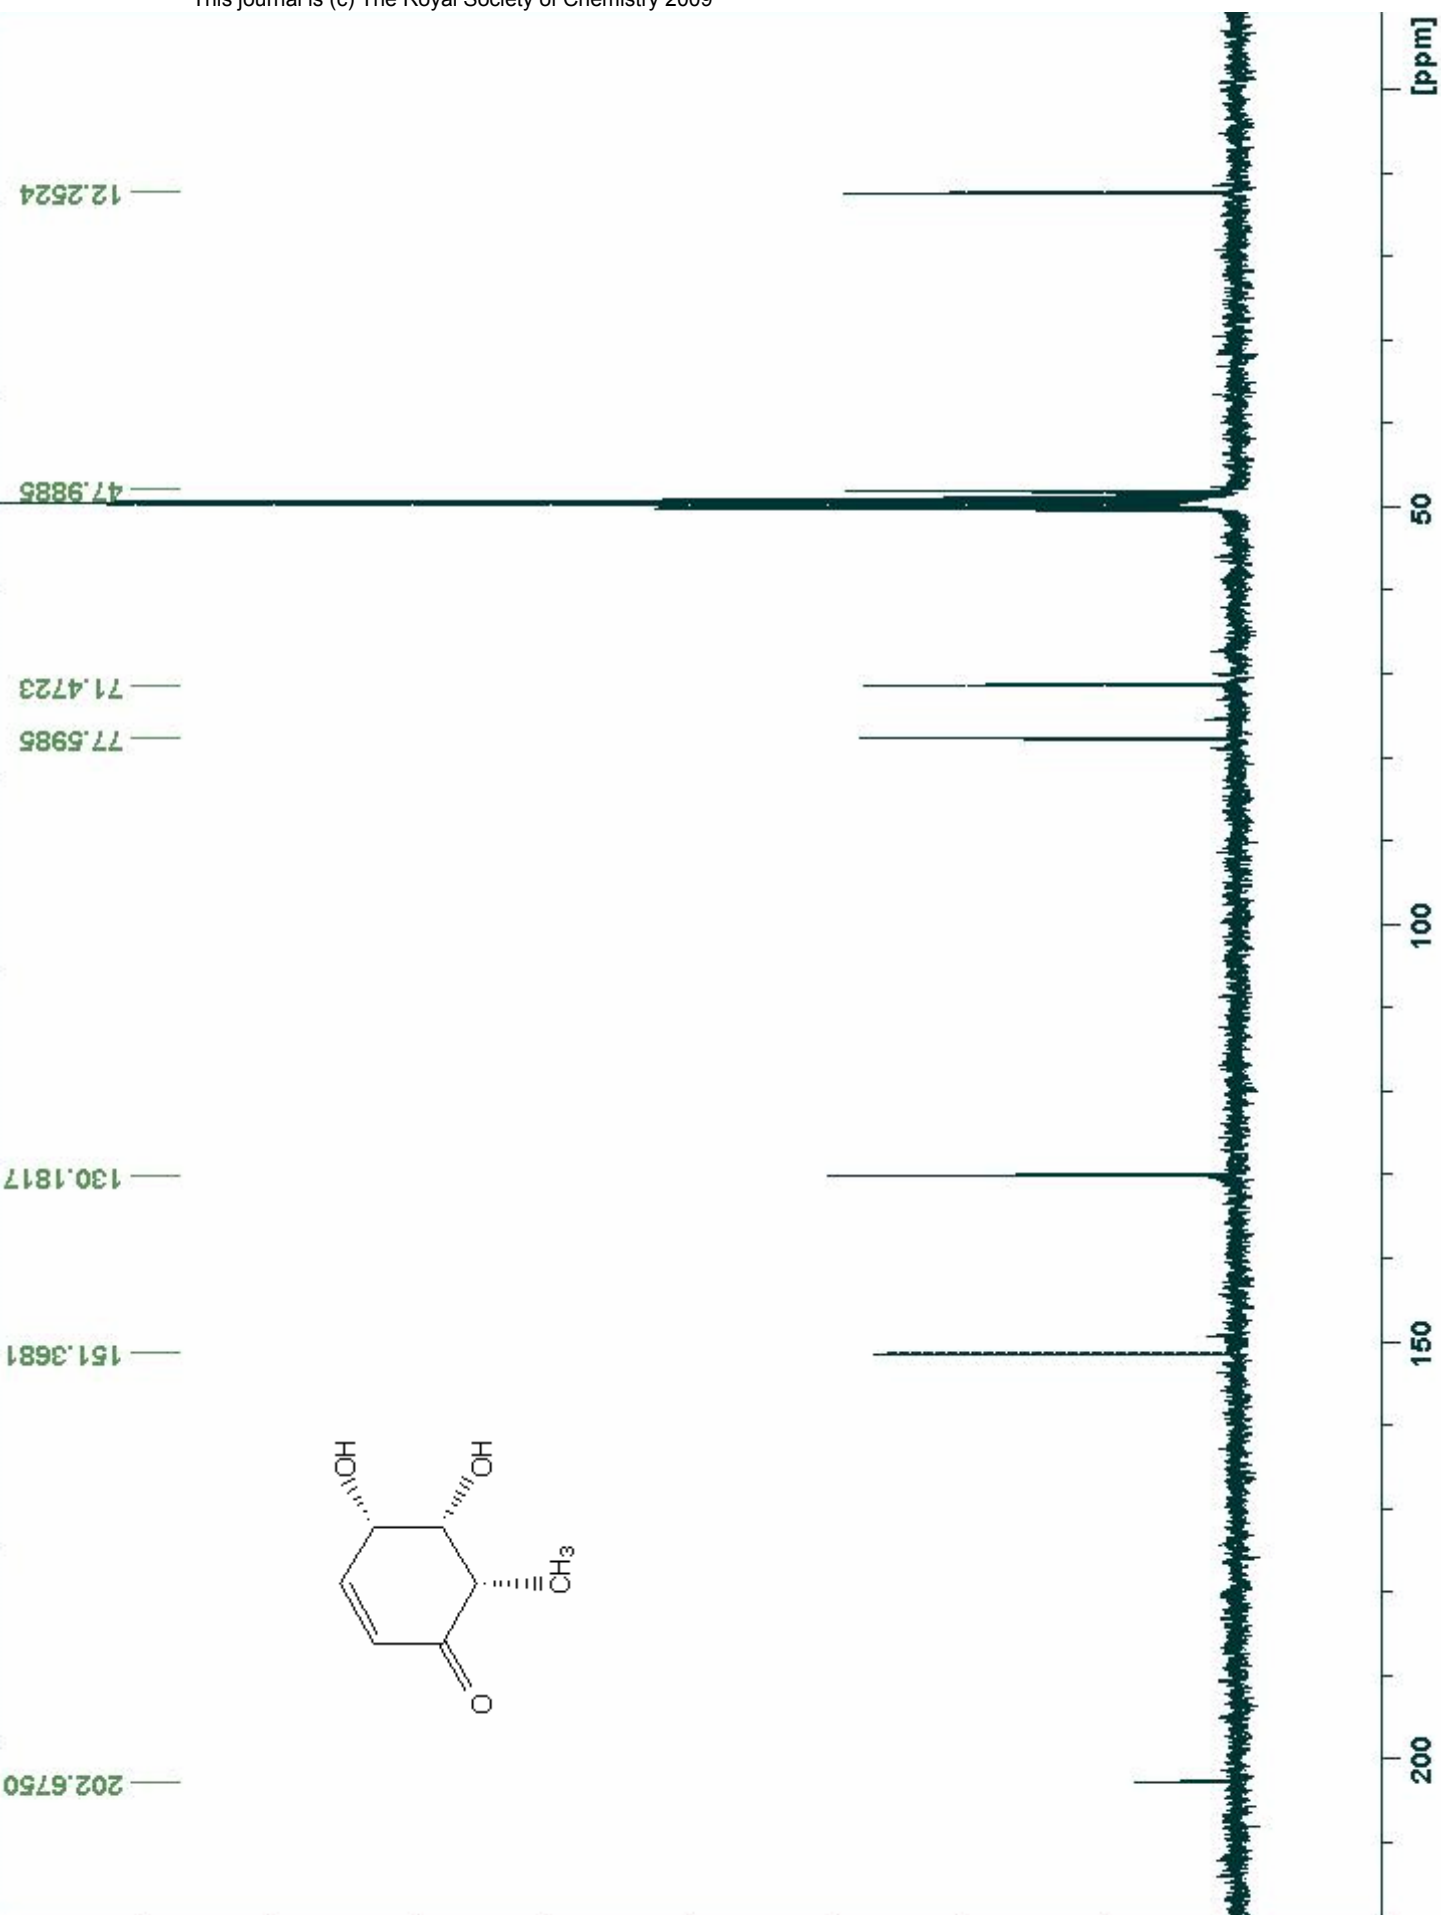 This journal is (c) The Royal Society of Chemistry 2009
12.2524
47.9885
71.4723
77.5985
130.1817
151.3681
202.6750
[ppm]
50
100
150
200
HO
OH
CH3
O